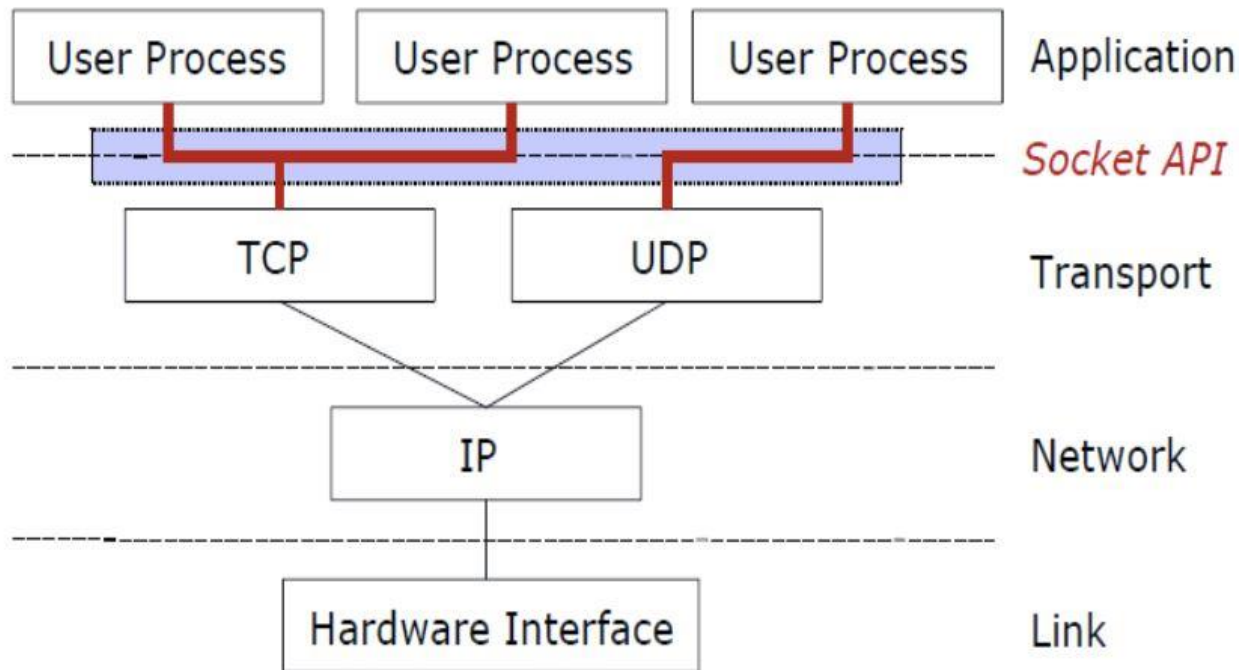 User Process User Process User Process Application
Socket API
TCP UDP Transport
IP Network
Hardware Interface Link